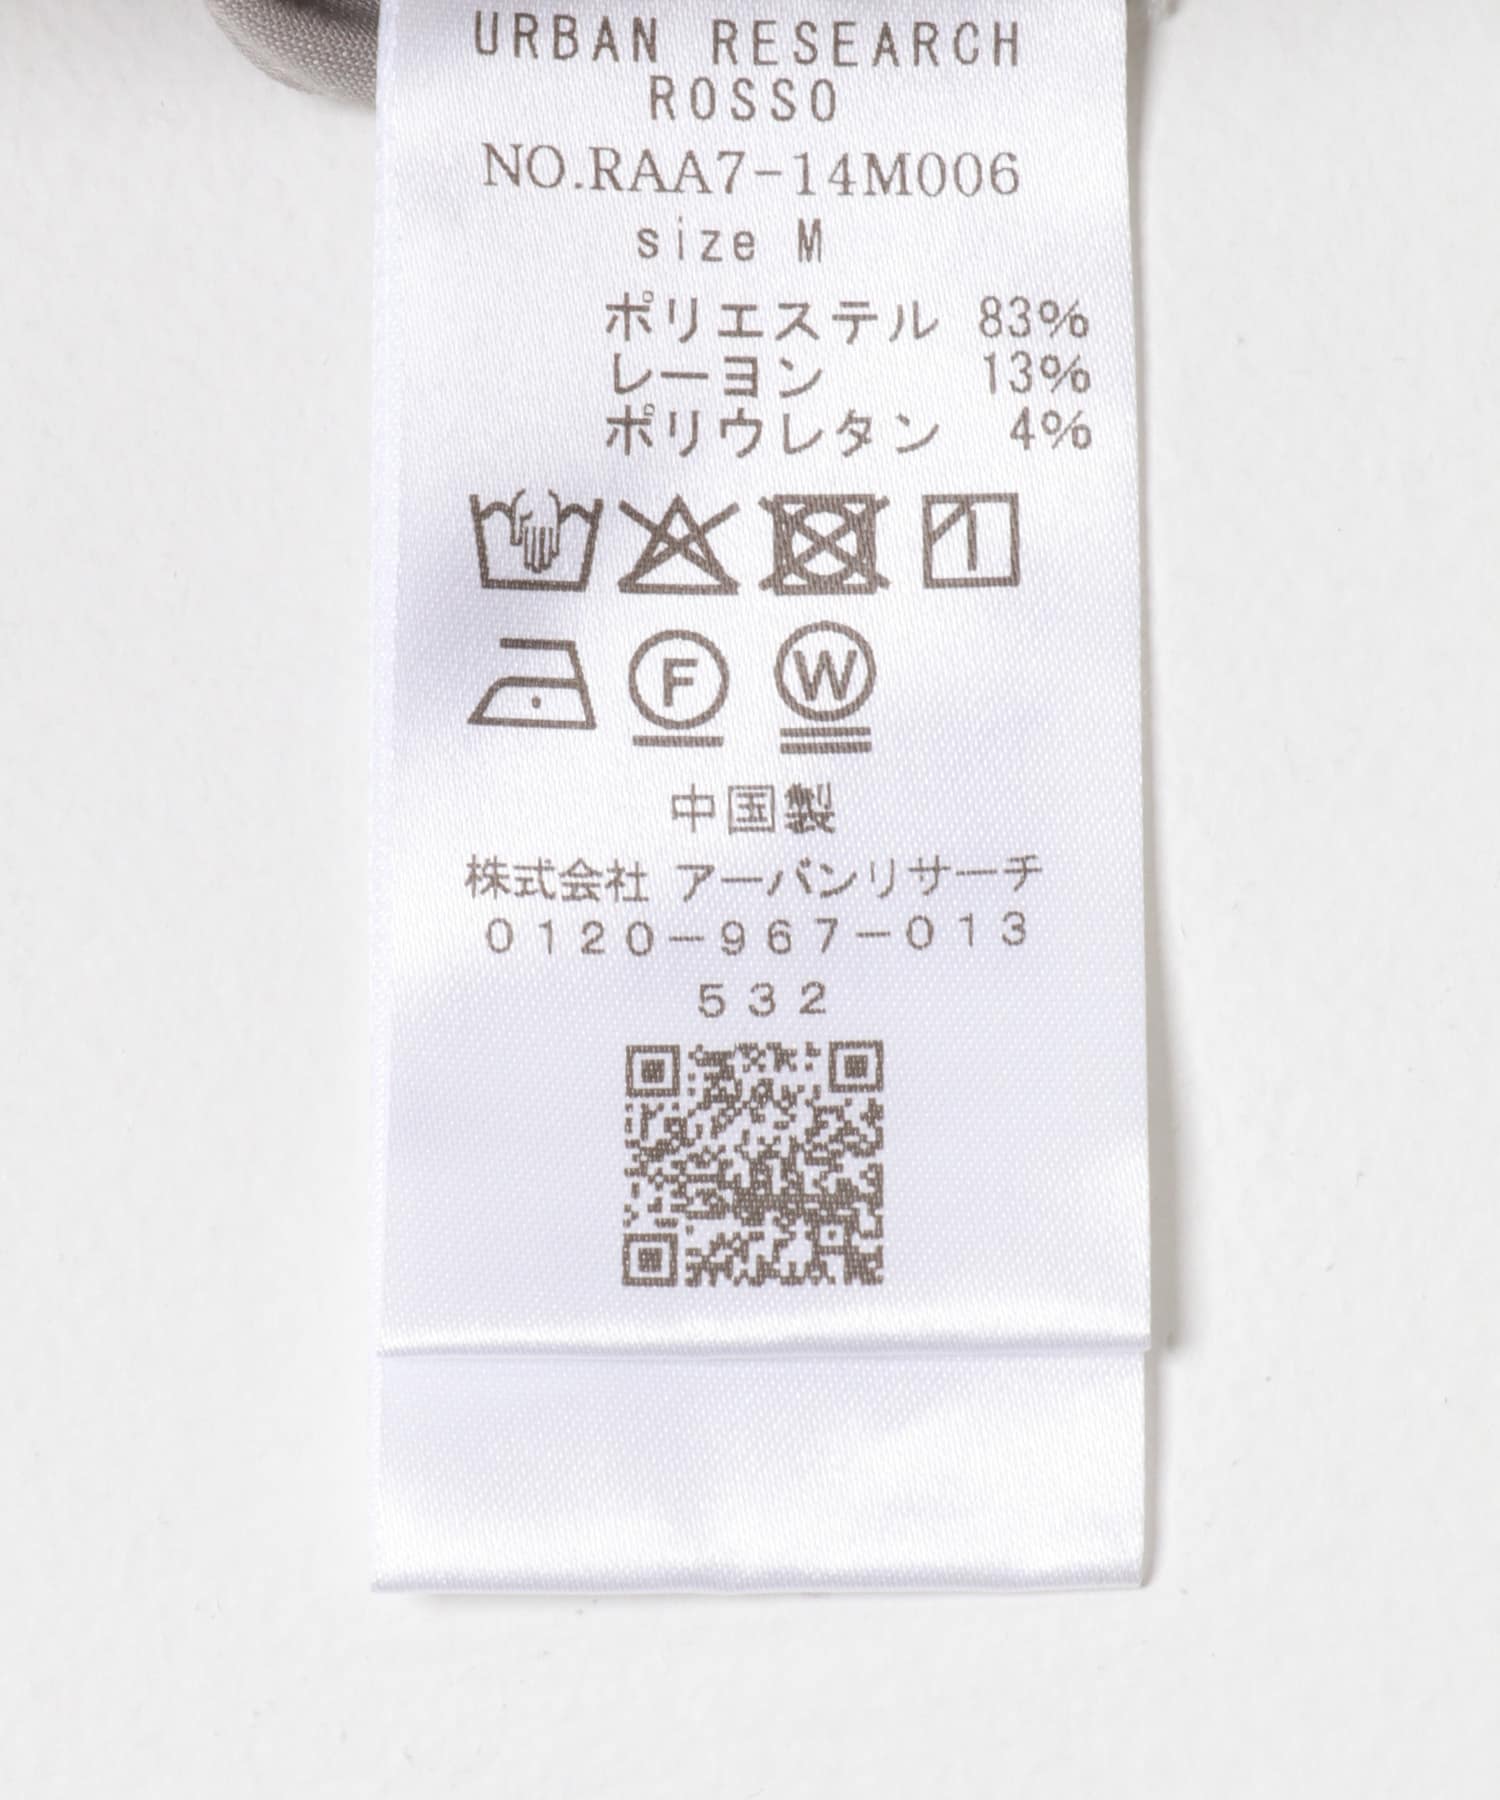 URBAN RESEARCH
ROSSO
NO.RAA7-14M006
size M
ポリエステル 83%
レーヨン 13%
ポリウレタン 4%
F W
中国製
株式会社 アーバンリサーチ
0120-967-013
532